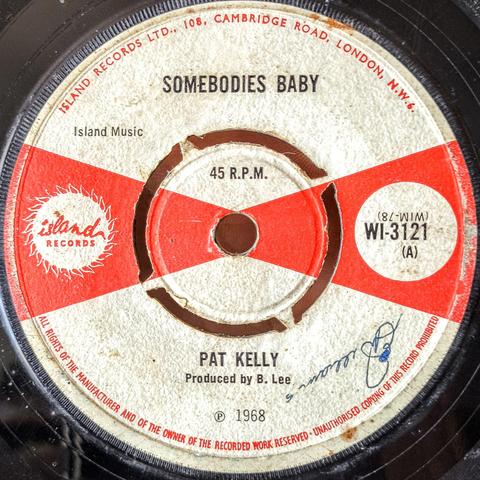 ISLAND RECORDS LTD., 108, CAMBRIDGE ROAD, LONDON, N.W.6.
SOMEBODIES BABY
Island Music
45 R.P.M.
island
RECORDS
(WIM-78)
WI-3121
(A)
PAT KELLY
Produced by B. Lee
Williams
℗ 1968
ALL RIGHTS OF THE MANUFACTURER AND OF THE OWNER OF THE RECORDED WORK RESERVED · UNAUTHORISED COPYING OF THIS RECORD PROHIBITED